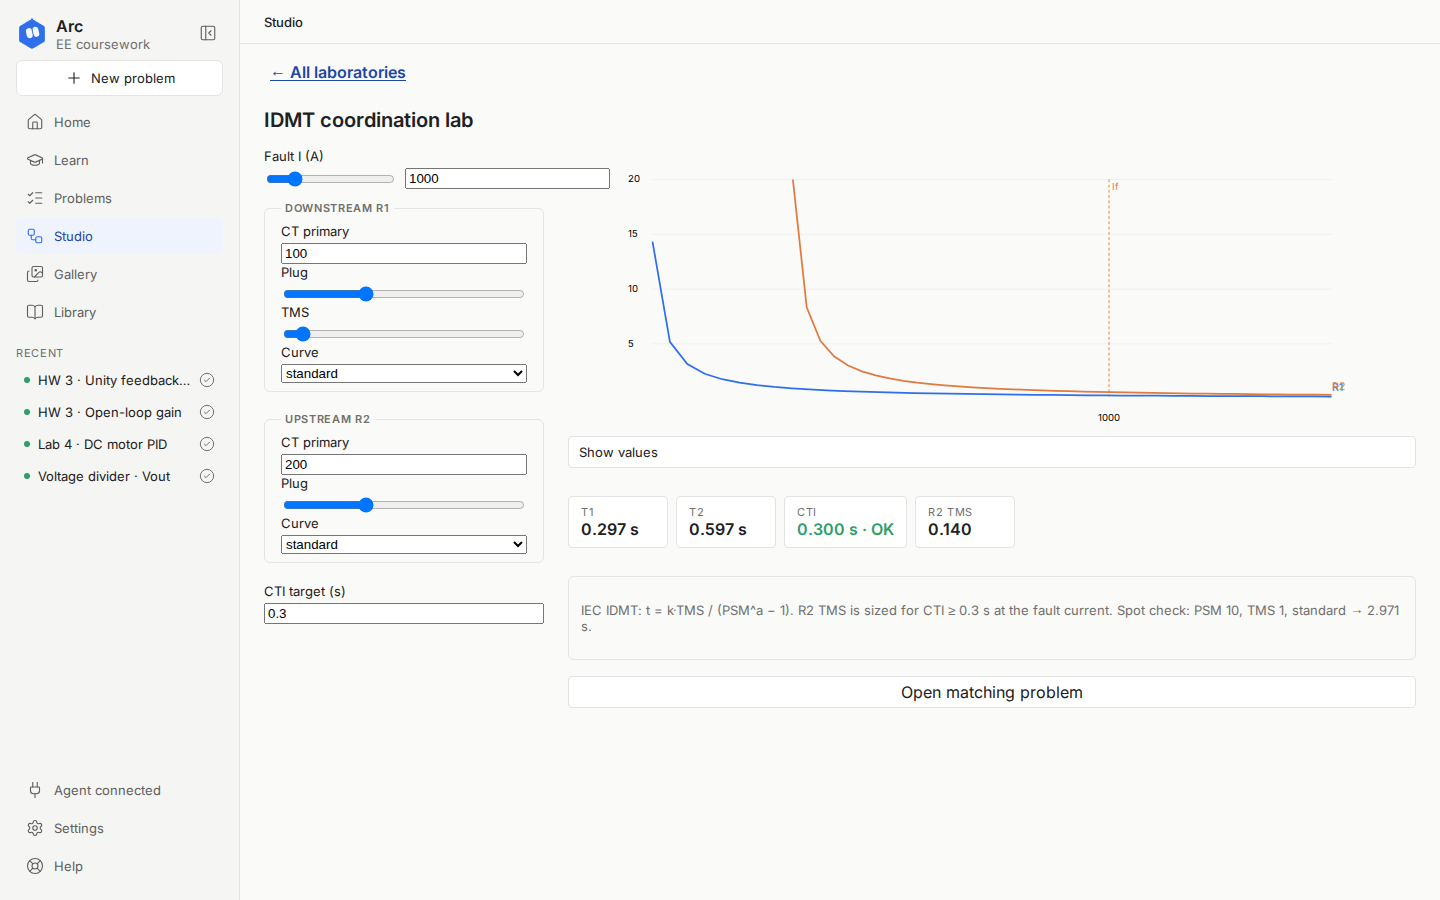 Arc
EE coursework
New problem
Home
Learn
Problems
Studio
Gallery
Library
RECENT
HW 3 · Unity feedback...
HW 3 · Open-loop gain
Lab 4 · DC motor PID
Voltage divider · Vout
Agent connected
Settings
Help
Studio
← All laboratories
IDMT coordination lab
Fault I (A)
1000
DOWNSTREAM R1
CT primary
100
Plug
TMS
Curve
standard
UPSTREAM R2
CT primary
200
Plug
Curve
standard
CTI target (s)
0.3
20
15
10
5
If
1000
Show values
T1
0.297 s
T2
0.597 s
CTI
0.300 s · OK
R2 TMS
0.140
IEC IDMT: t = k·TMS / (PSM^a − 1). R2 TMS is sized for CTI ≥ 0.3 s at the fault current. Spot check: PSM 10, TMS 1, standard → 2.971
s.
Open matching problem